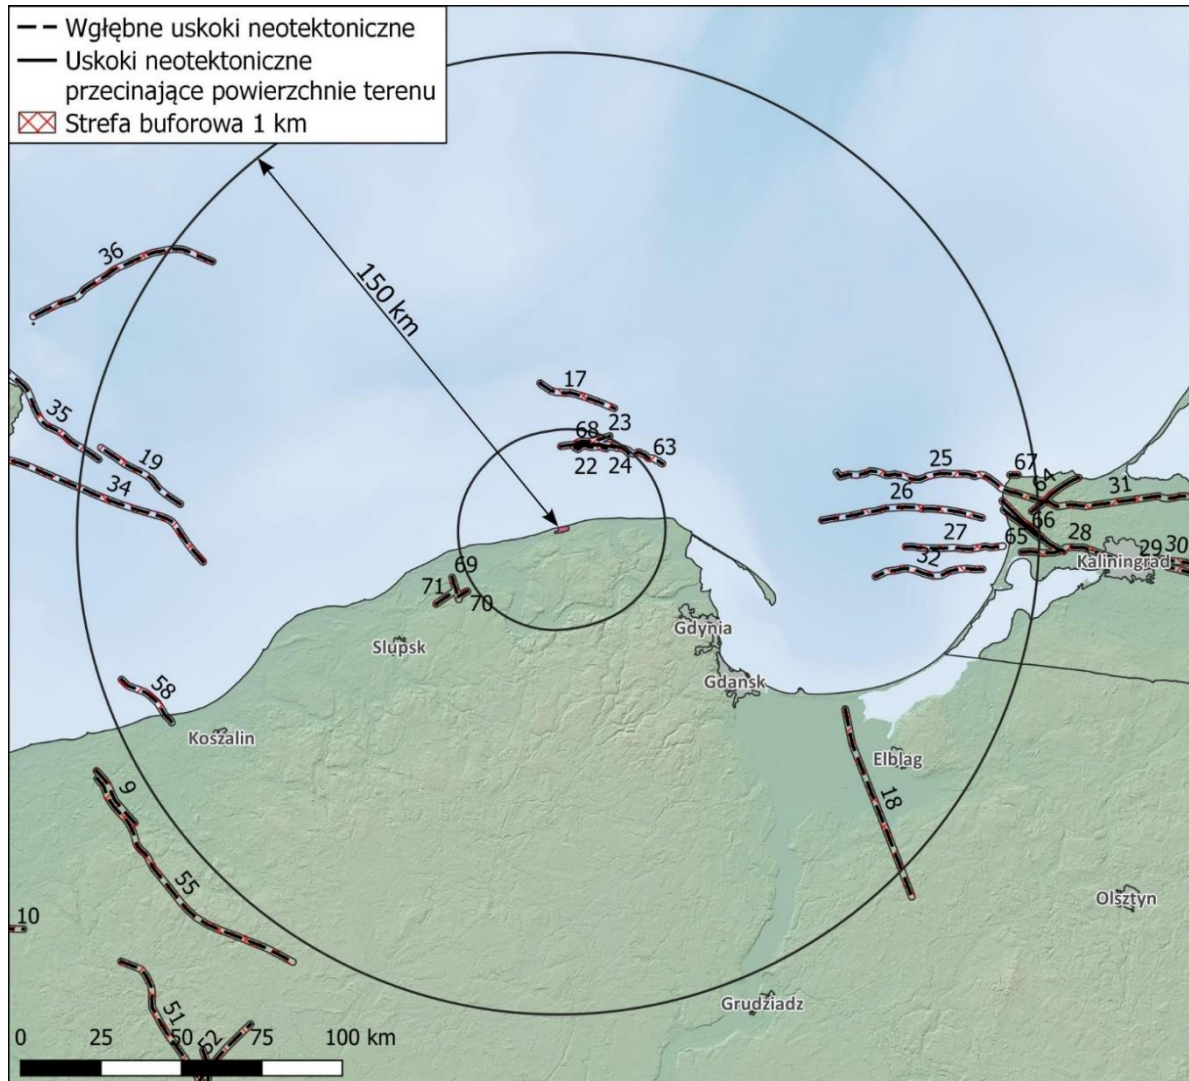 Wgłębne uskoki neotektoniczne
Uskoki neotektoniczne
przecinające powierzchnie terenu
Strefa buforowa 1 km
36
150 km
17
23
68
63
22
24
35
19
34
25
67
64
31
26
66
65
28
27
29
30
32
Kaliningrad
69
71
70
Gdynia
Slupsk
Gdansk
58
Koszalin
Elblag
18
9
55
Olsztyn
10
Grudziadz
51
52
0 25 50 75 100 km